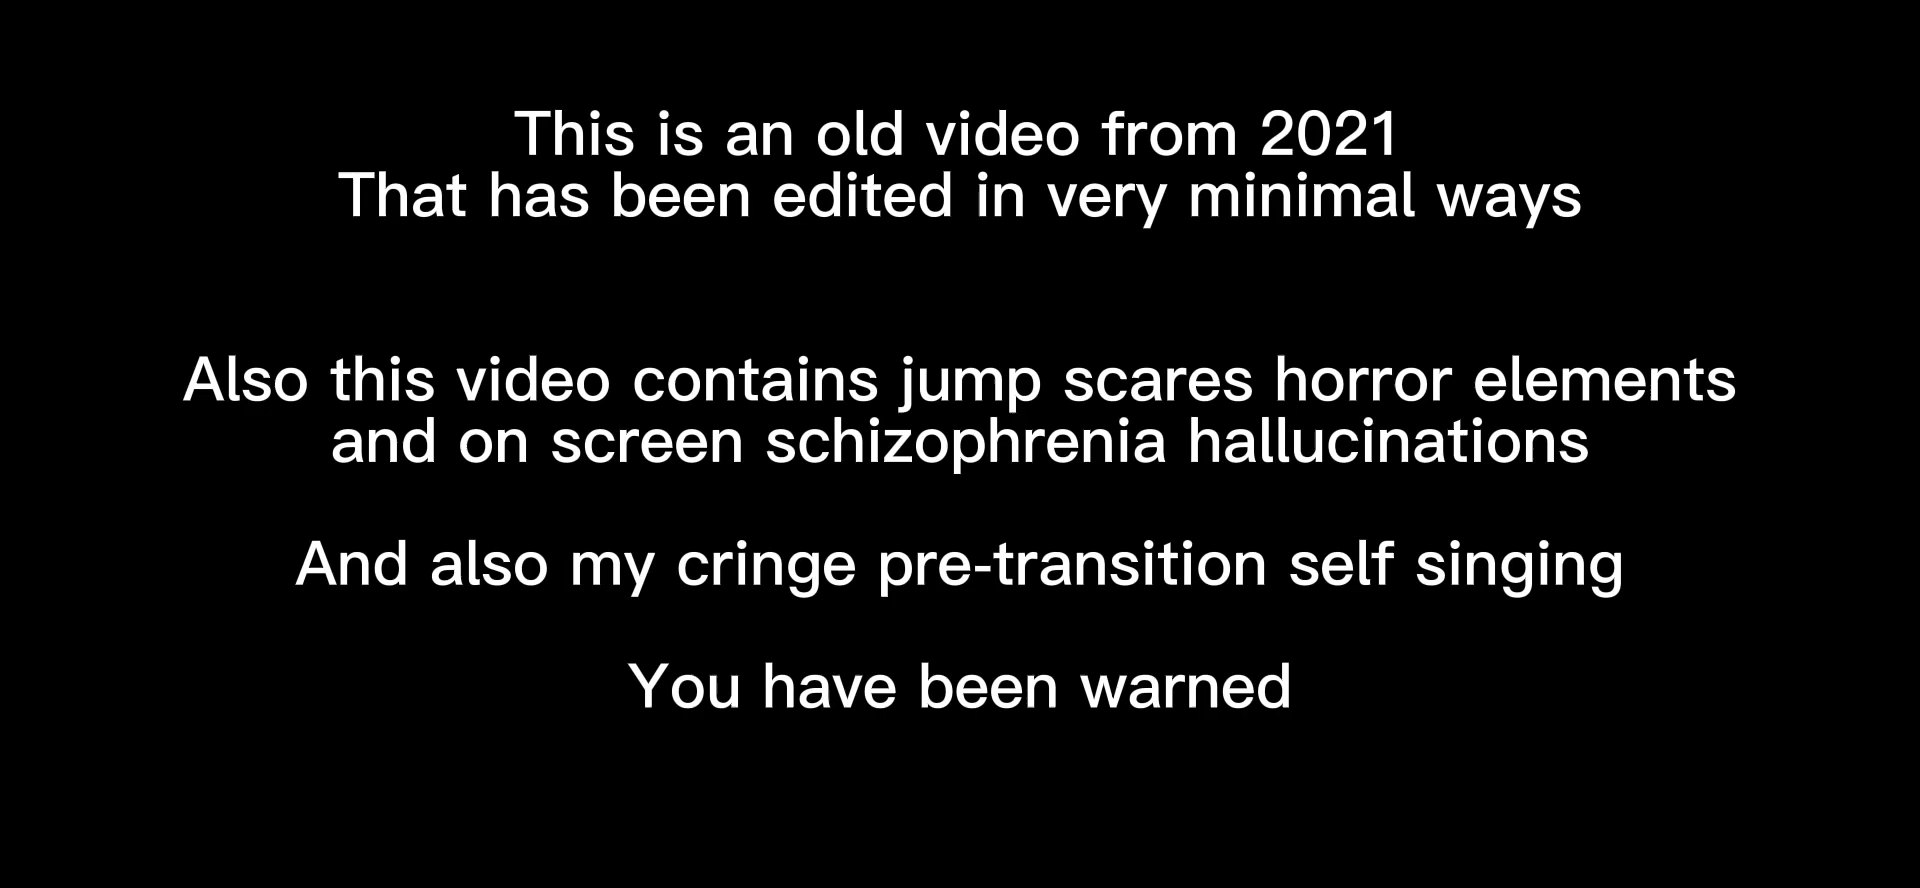 This is an old video from 2021
That has been edited in very minimal ways
Also this video contains jump scares horror elements
and on screen schizophrenia hallucinations
And also my cringe pre-transition self singing
You have been warned